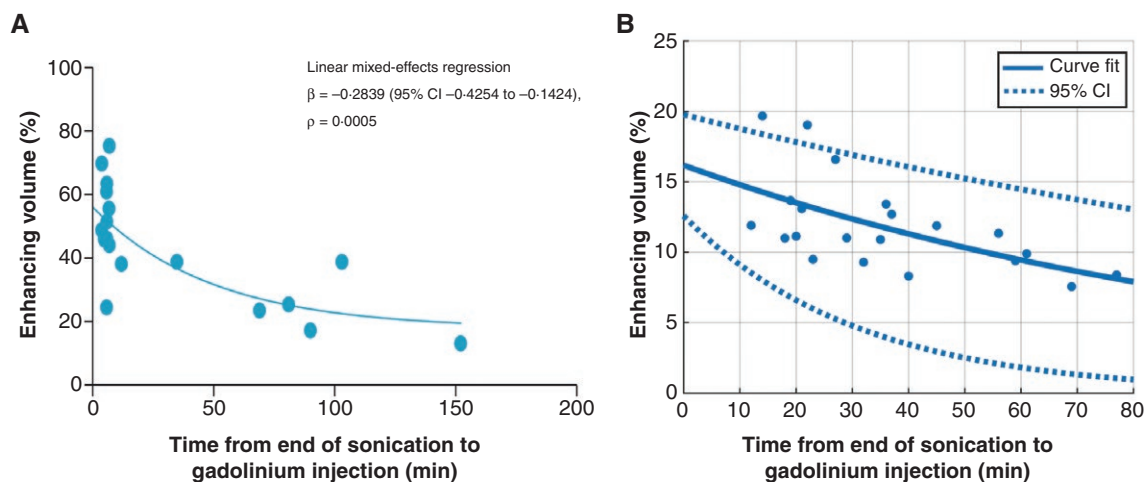 A
Linear mixed-effects regression
β = –0·2839 (95% CI –0·4254 to –0·1424),
ρ = 0·0005
Enhancing volume (%)
100
80
60
40
20
0
0 50 100 150 200
Time from end of sonication to
gadolinium injection (min)
B
Curve fit
95% CI
Enhancing volume (%)
25
20
15
10
5
0
0 10 20 30 40 50 60 70 80
Time from end of sonication to
gadolinium injection (min)